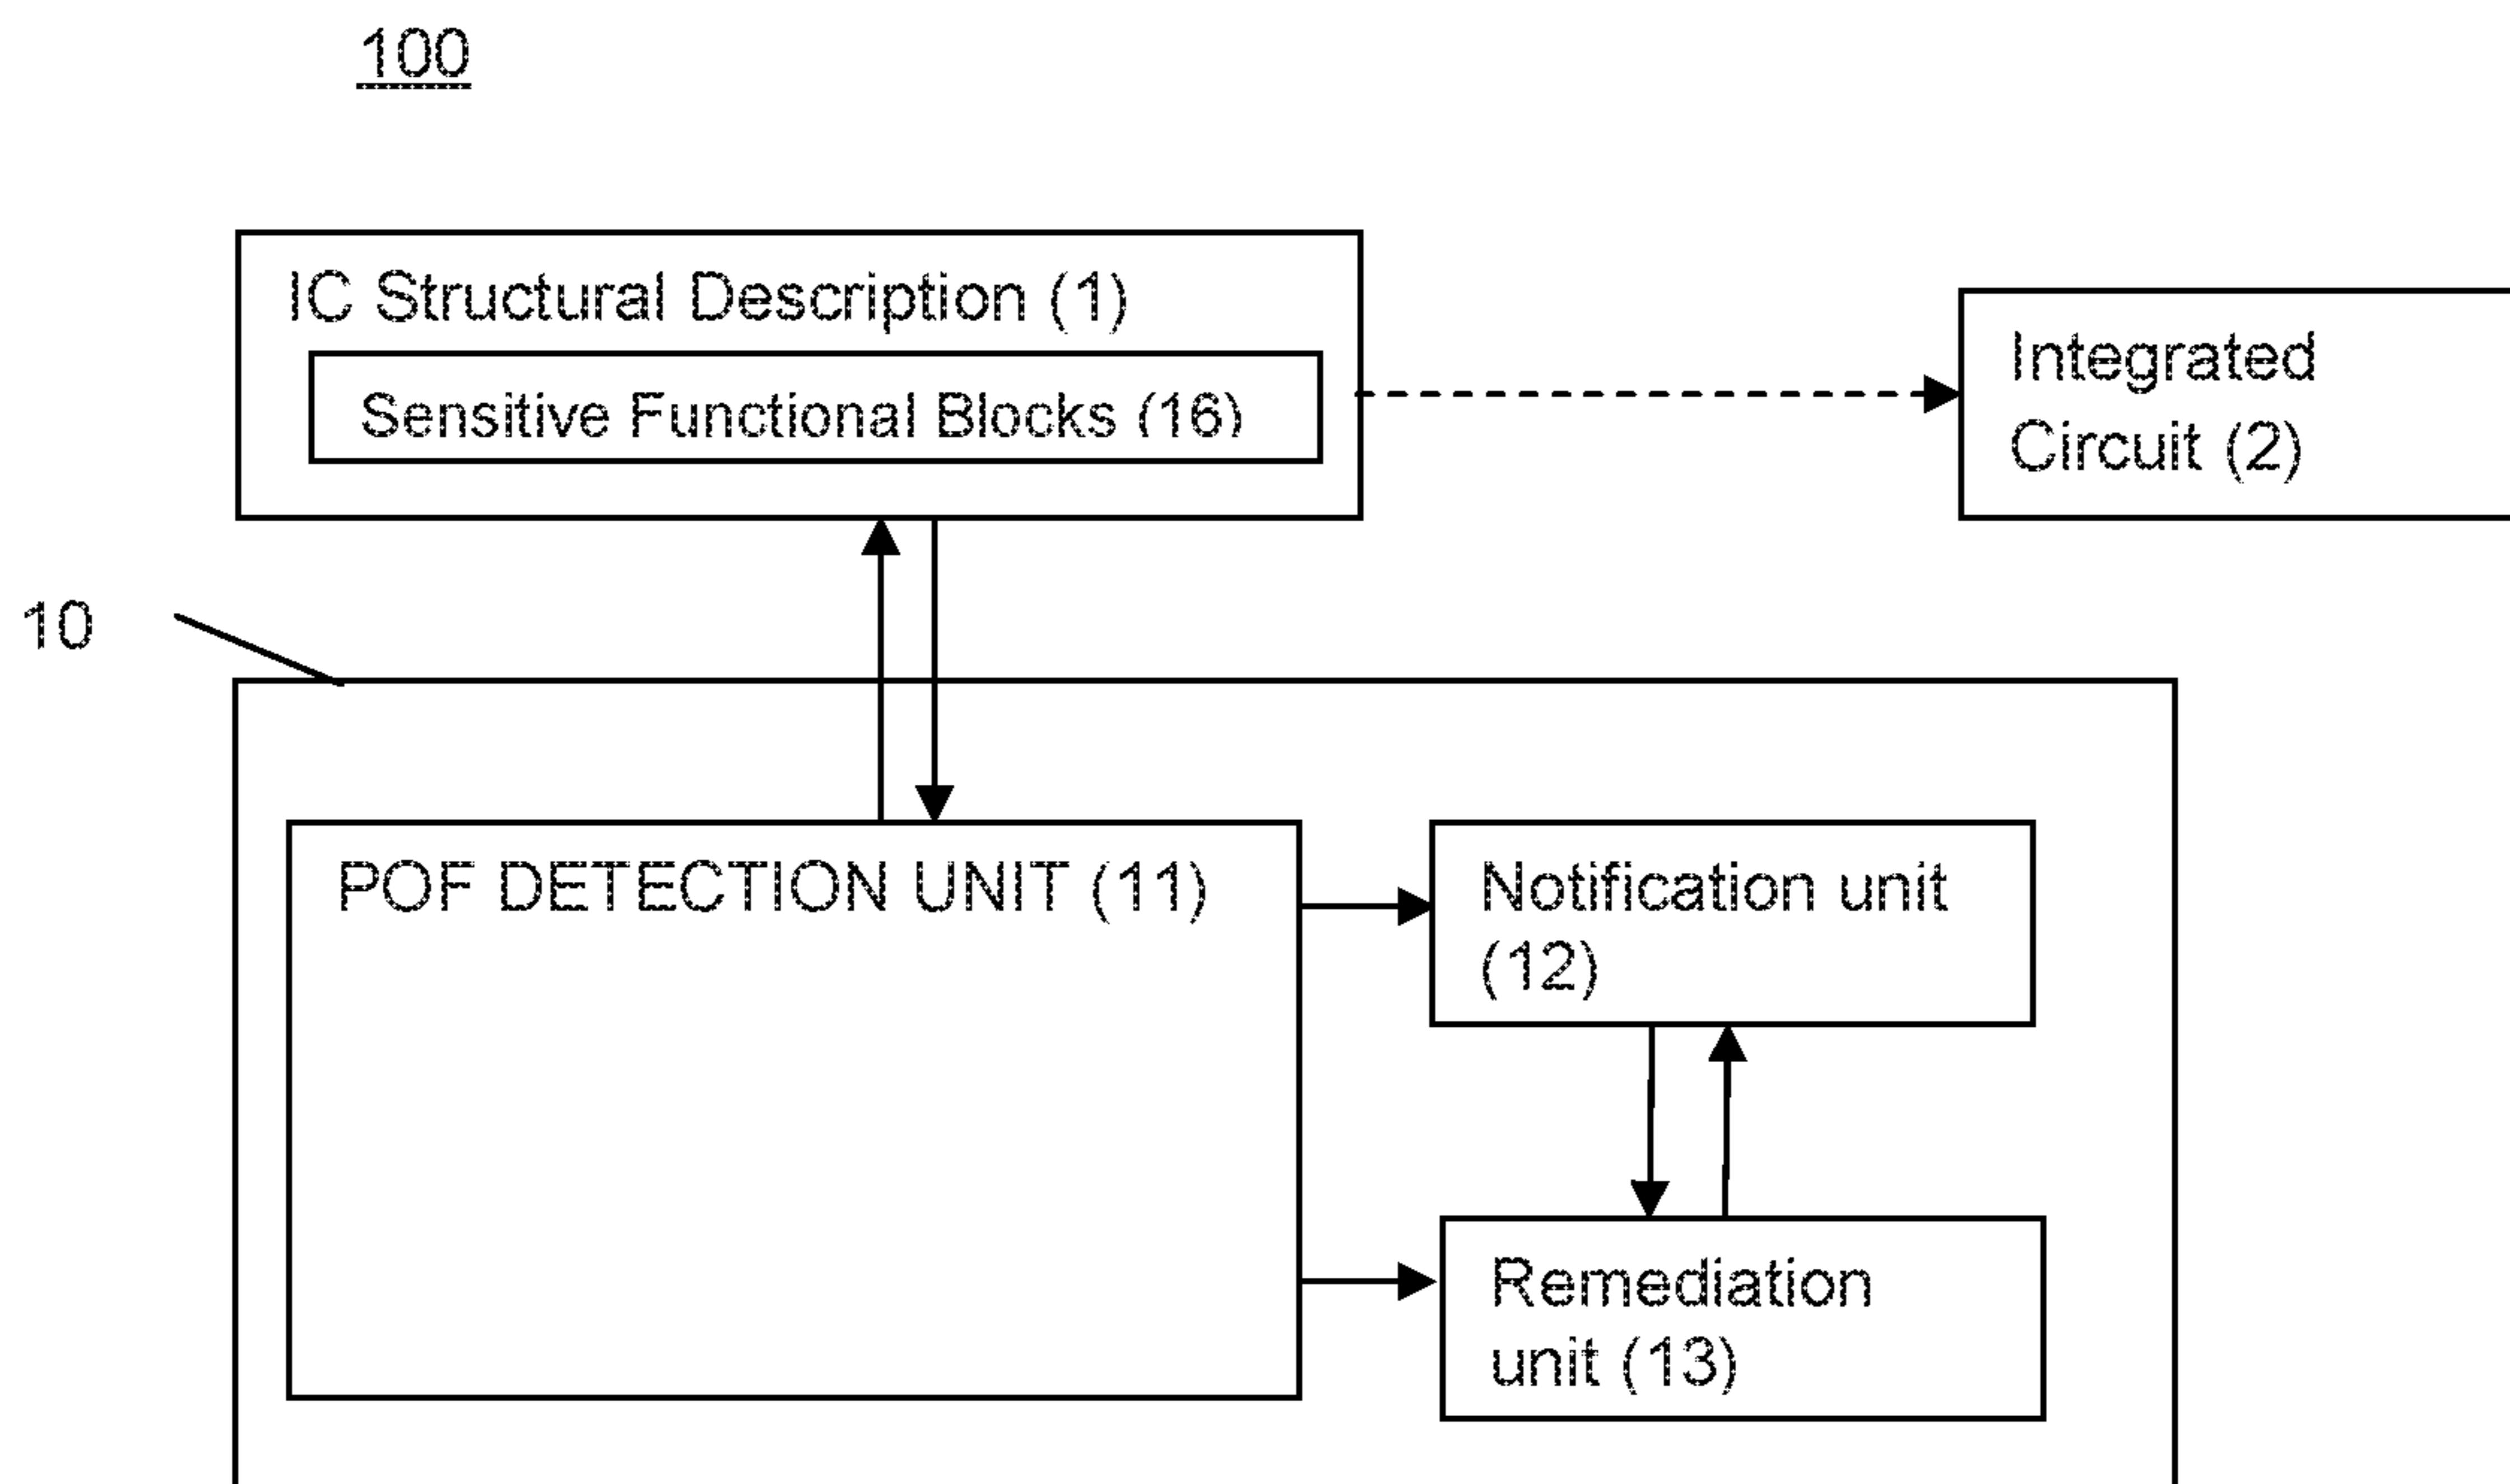 100
IC Structural Description (1)
Sensitive Functional Blocks (16)
Integrated
Circuit (2)
10
POF DETECTION UNIT (11)
Notification unit
(12)
Remediation
unit (13)